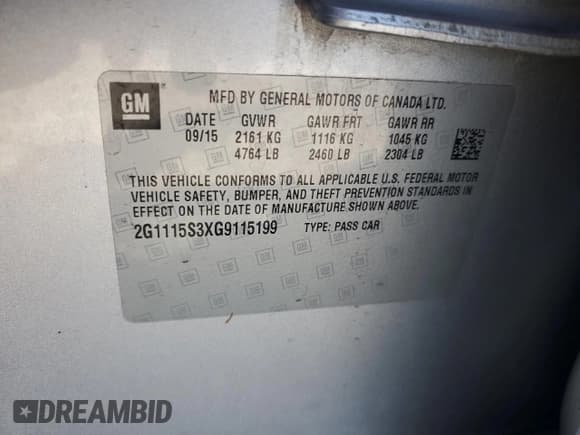 GM
MFD BY GENERAL MOTORS OF CANADA LTD.
DATE GVWR GAWR FRT GAWR RR
09/15 2161 KG 1116 KG 1045 KG
4764 LB 2460 LB 2304 LB
THIS VEHICLE CONFORMS TO ALL APPLICABLE U.S. FEDERAL MOTOR
VEHICLE SAFETY, BUMPER, AND THEFT PREVENTION STANDARDS IN
EFFECT ON THE DATE OF MANUFACTURE SHOWN ABOVE.
2G1115S3XG9115199 TYPE: PASS CAR
DREAMBID